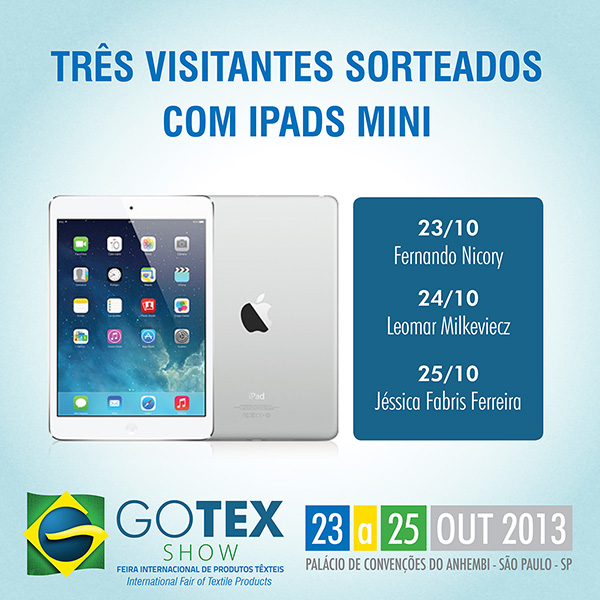 TRÊS VISITANTES SORTEADOS
COM IPADS MINI
23/10
Fernando Nicory
24/10
Leomar Milkeviecz
25/10
Jéssica Fabris Ferreira
iPad
GOTEX
SHOW
FEIRA INTERNACIONAL DE PRODUTOS TÊXTEIS
International Fair of Textile Products
23 a 25 OUT 2013
PALÁCIO DE CONVENÇÕES DO ANHEMBI - SÃO PAULO - SP